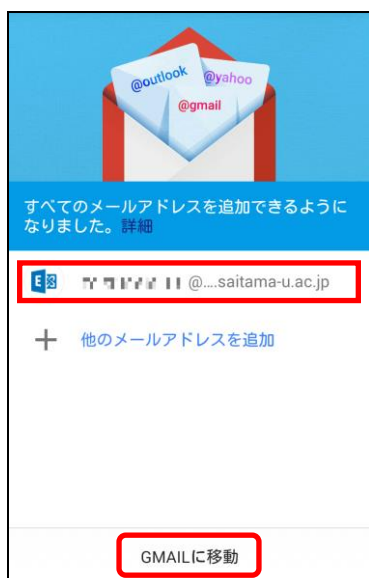 @outlook
@yahoo
@gmail
すべてのメールアドレスを追加できるように
なりました。詳細
@....saitama-u.ac.jp
他のメールアドレスを追加
GMAILに移動